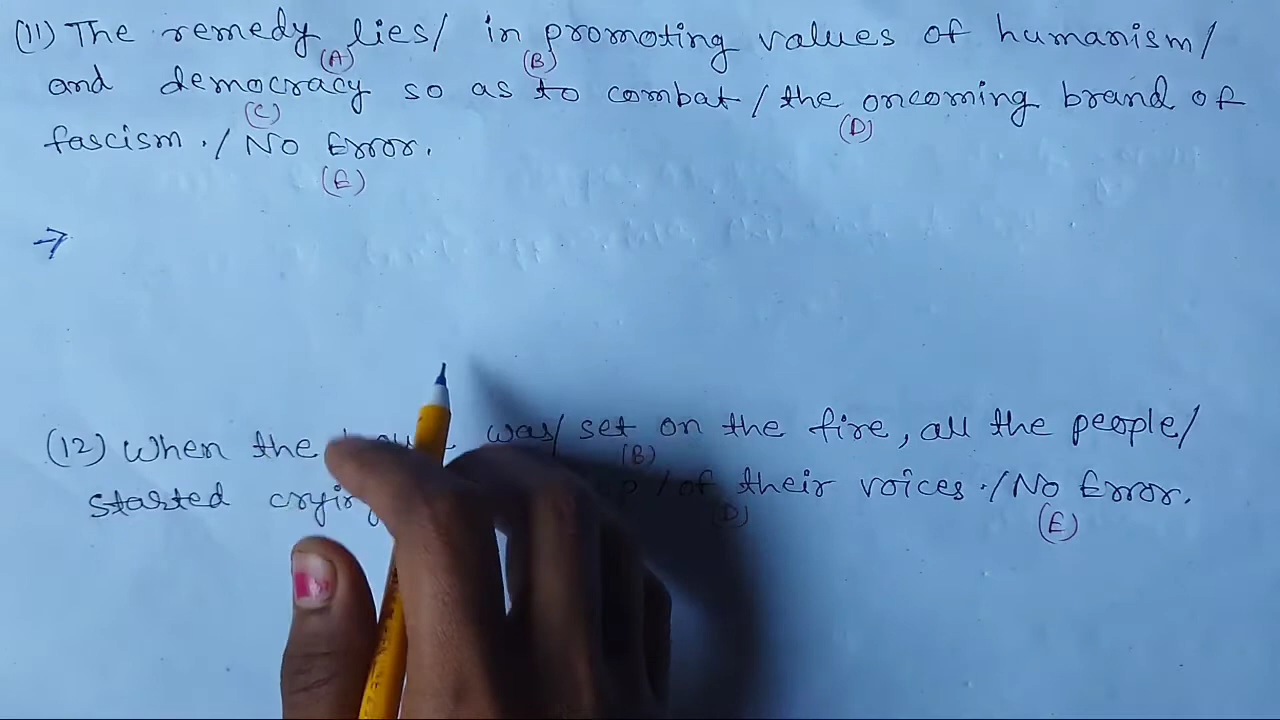 (11) The remedy lies/ in promoting values of humanism/
(A) (B)
and democracy so as to combat/ the oncoming brand of
(C) (D)
fascism ./ No Error.
(E)
→
(12) When the was/ set on the fire, all the people/
(B)
started /of their voices ./ No Error.
(D) (E)